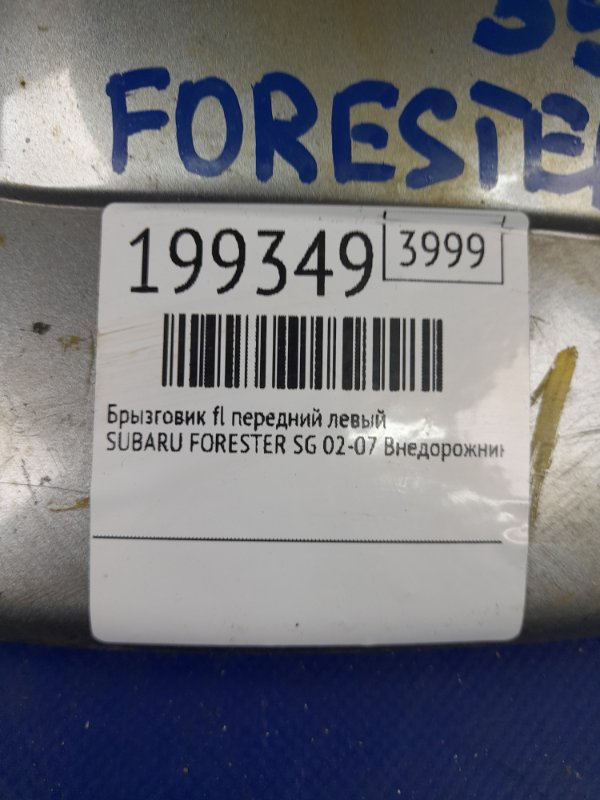 FORESTE
199349
3999
Брызговик fl передний левый
SUBARU FORESTER SG 02-07 Внедорожник